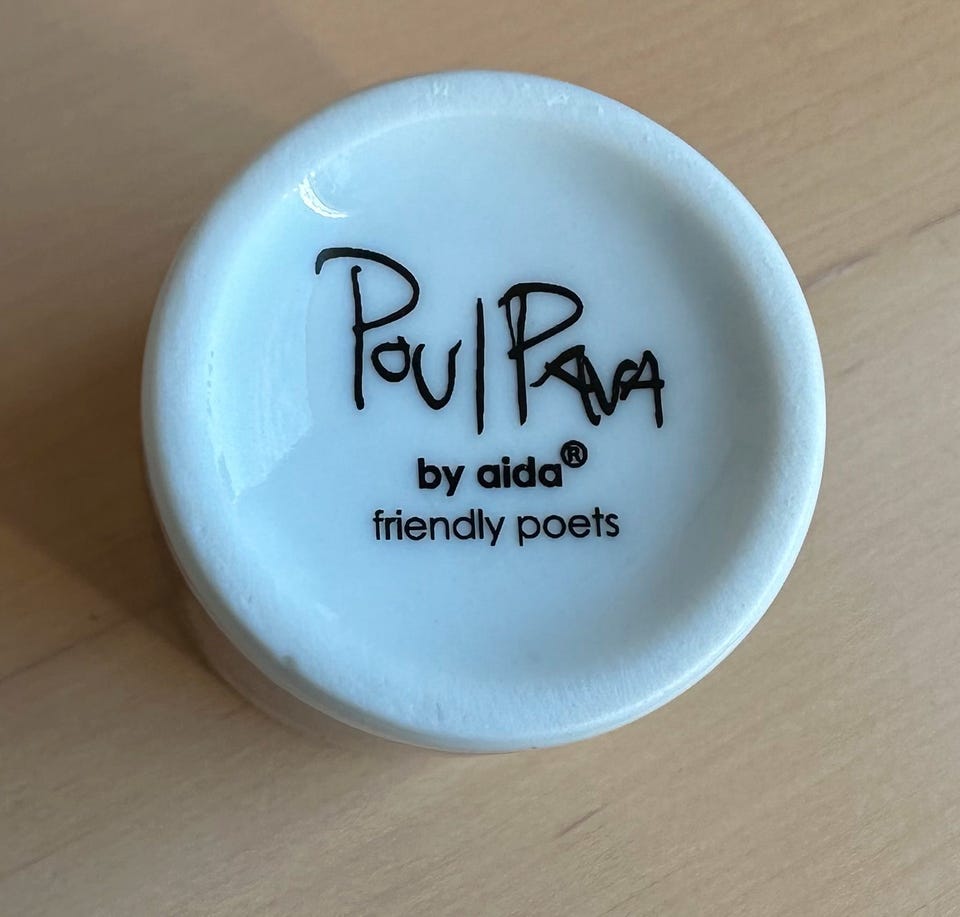 Poul Pava
by aida®
friendly poets